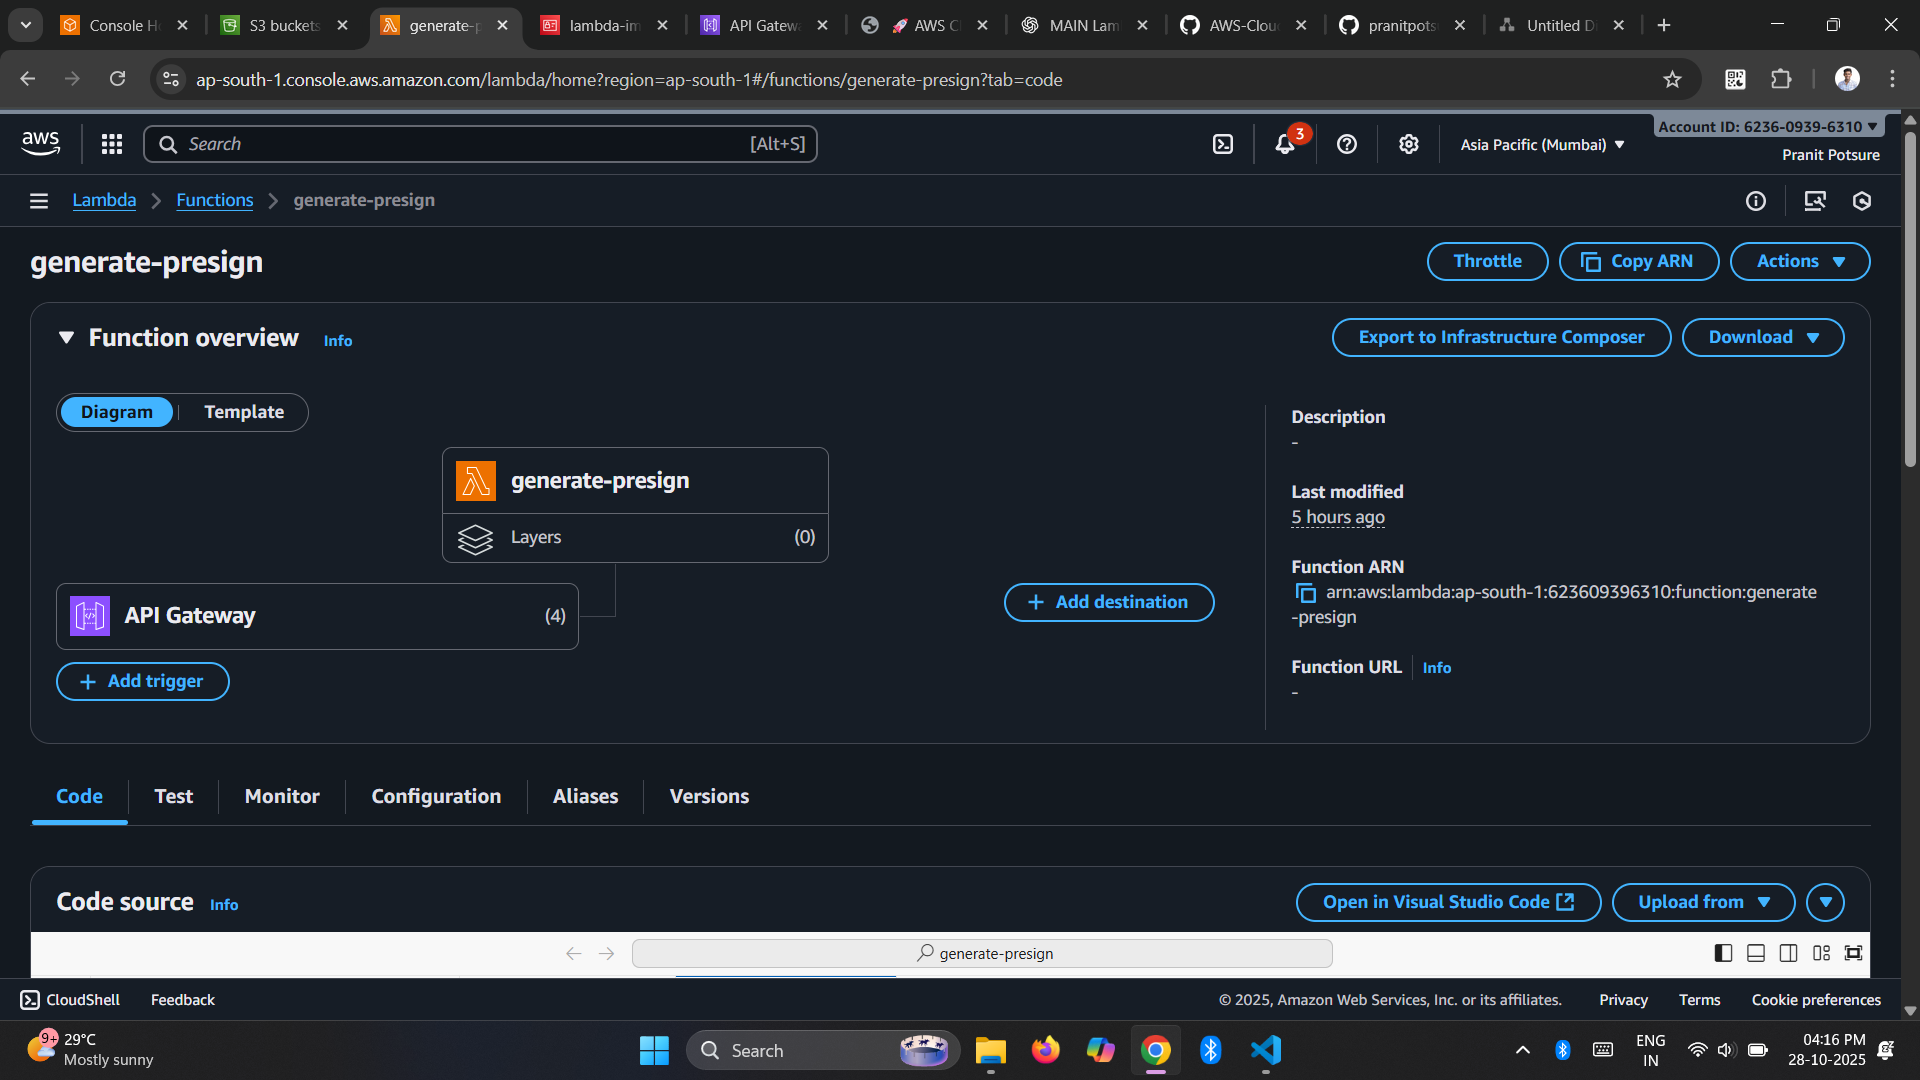 Console H
S3 buckets
generate-p
lambda-im
API Gatewa
🚀 AWS C
MAIN Lam
AWS-Clou
pranitpots
Untitled D
ap-south-1.console.aws.amazon.com/lambda/home?region=ap-south-1#/functions/generate-presign?tab=code
aws
Search
[Alt+S]
3
Asia Pacific (Mumbai)
Account ID: 6236-0939-6310
Pranit Potsure
Lambda
Functions
generate-presign
generate-presign
Throttle
Copy ARN
Actions
Function overview
Info
Export to Infrastructure Composer
Download
Diagram
Template
generate-presign
Layers
(0)
API Gateway
(4)
Add trigger
Add destination
Description
-
Last modified
5 hours ago
Function ARN
arn:aws:lambda:ap-south-1:623609396310:function:generate
-presign
Function URL
Info
-
Code
Test
Monitor
Configuration
Aliases
Versions
Code source
Info
Open in Visual Studio Code
Upload from
generate-presign
CloudShell
Feedback
© 2025, Amazon Web Services, Inc. or its affiliates.
Privacy
Terms
Cookie preferences
9+
29°C
Mostly sunny
Search
ENG
IN
04:16 PM
28-10-2025